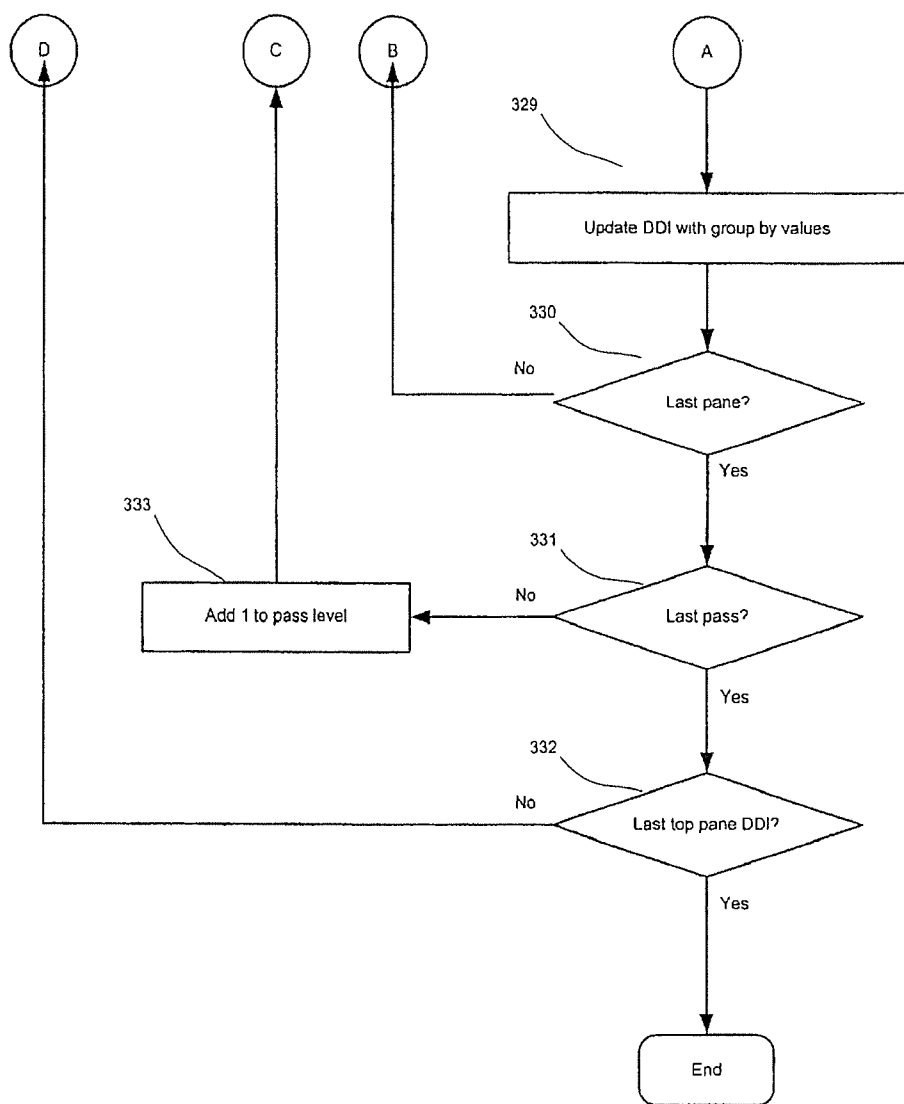 D
C
B
A
329
Update DDI with group by values
330
No
Last pane?
Yes
333
331
No
Add 1 to pass level
Last pass?
Yes
332
No
Last top pane DDI?
Yes
End